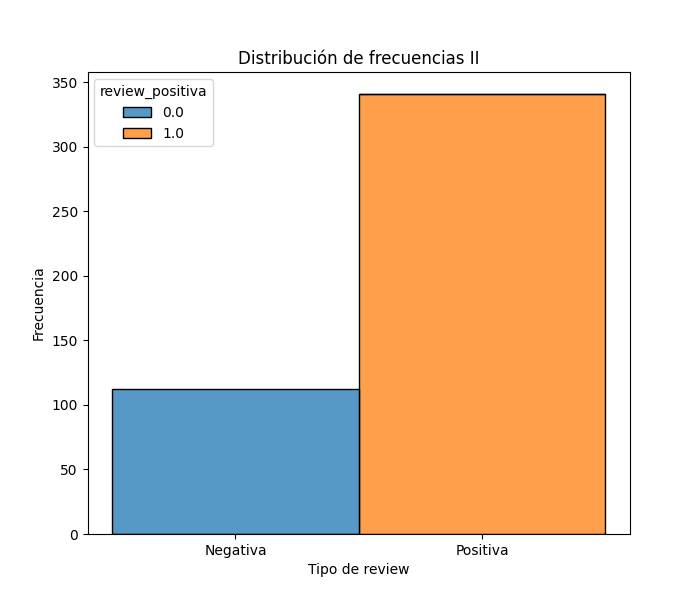 Distribución de frecuencias II
review_positiva
0.0
1.0
350
300
250
200
150
100
50
0
Frecuencia
Negativa
Positiva
Tipo de review